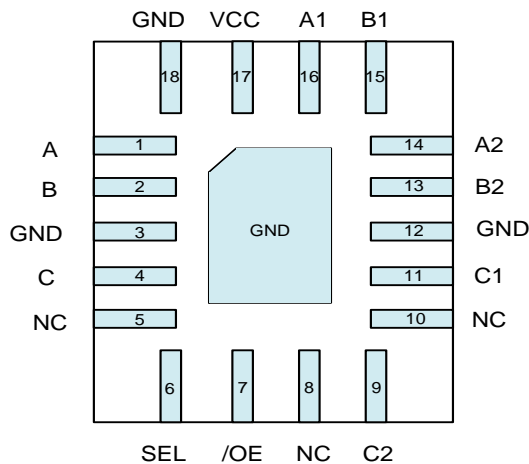 GND VCC A1 B1
18 17 16 15
A 1 14 A2
B 2 13 B2
GND 3 GND 12 GND
C 4 11 C1
NC 5 10 NC
6 7 8 9
SEL /OE NC C2